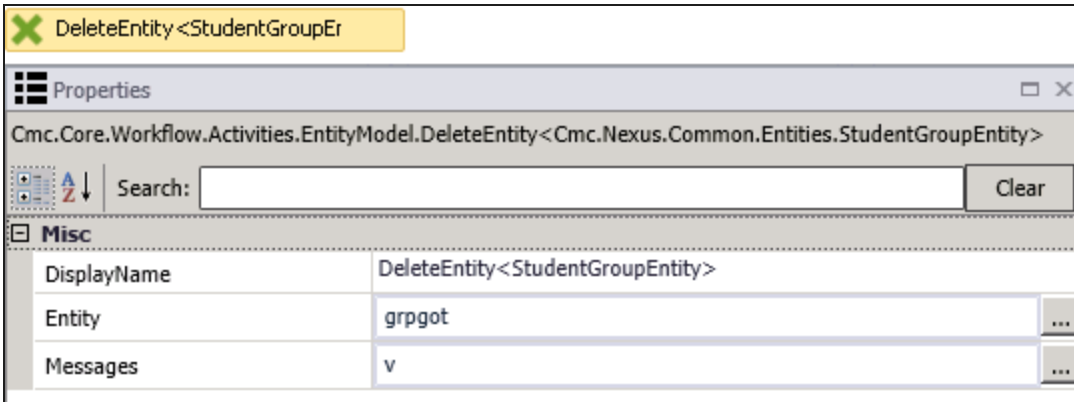 DeleteEntity<StudentGroupEr
Properties
Cmc.Core.Workflow.Activities.EntityModel.DeleteEntity<Cmc.Nexus.Common.Entities.StudentGroupEntity>
A Z Search: Clear
Misc
DisplayName DeleteEntity<StudentGroupEntity>
Entity grpgot ...
Messages v ...